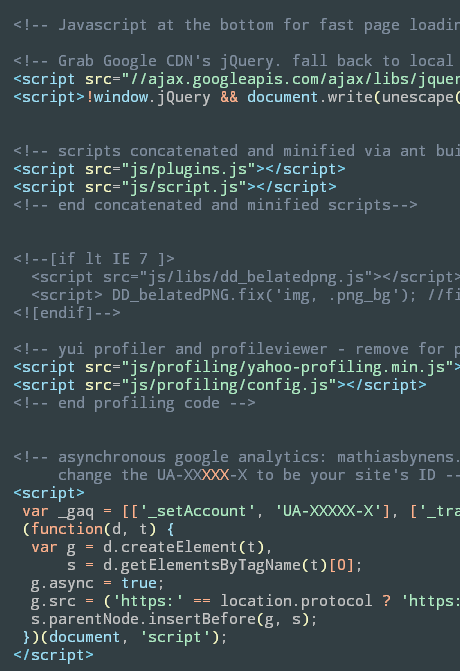 <!-- Javascript at the bottom for fast page loadin
<!-- Grab Google CDN's jQuery. fall back to local
<script src="//ajax.googleapis.com/ajax/libs/jquer
<script>!window.jQuery && document.write(unescape(
<!-- scripts concatenated and minified via ant bui
<script src="js/plugins.js"></script>
<script src="js/script.js"></script>
<!-- end concatenated and minified scripts-->
<!--[if lt IE 7 ]>
<script src="js/libs/dd_belatedpng.js"></script>
<script> DD_belatedPNG.fix('img, .png_bg'); //fi
<![endif]-->
<!-- yui profiler and profileviewer - remove for p
<script src="js/profiling/yahoo-profiling.min.js">
<script src="js/profiling/config.js"></script>
<!-- end profiling code -->
<!-- asynchronous google analytics: mathiasbynens.
change the UA-XXXXX-X to be your site's ID --
<script>
var _gaq = [['_setAccount', 'UA-XXXXX-X'], ['_tra
(function(d, t) {
var g = d.createElement(t),
s = d.getElementsByTagName(t)[0];
g.async = true;
g.src = ('https:' == location.protocol ? 'https:
s.parentNode.insertBefore(g, s);
})(document, 'script');
</script>